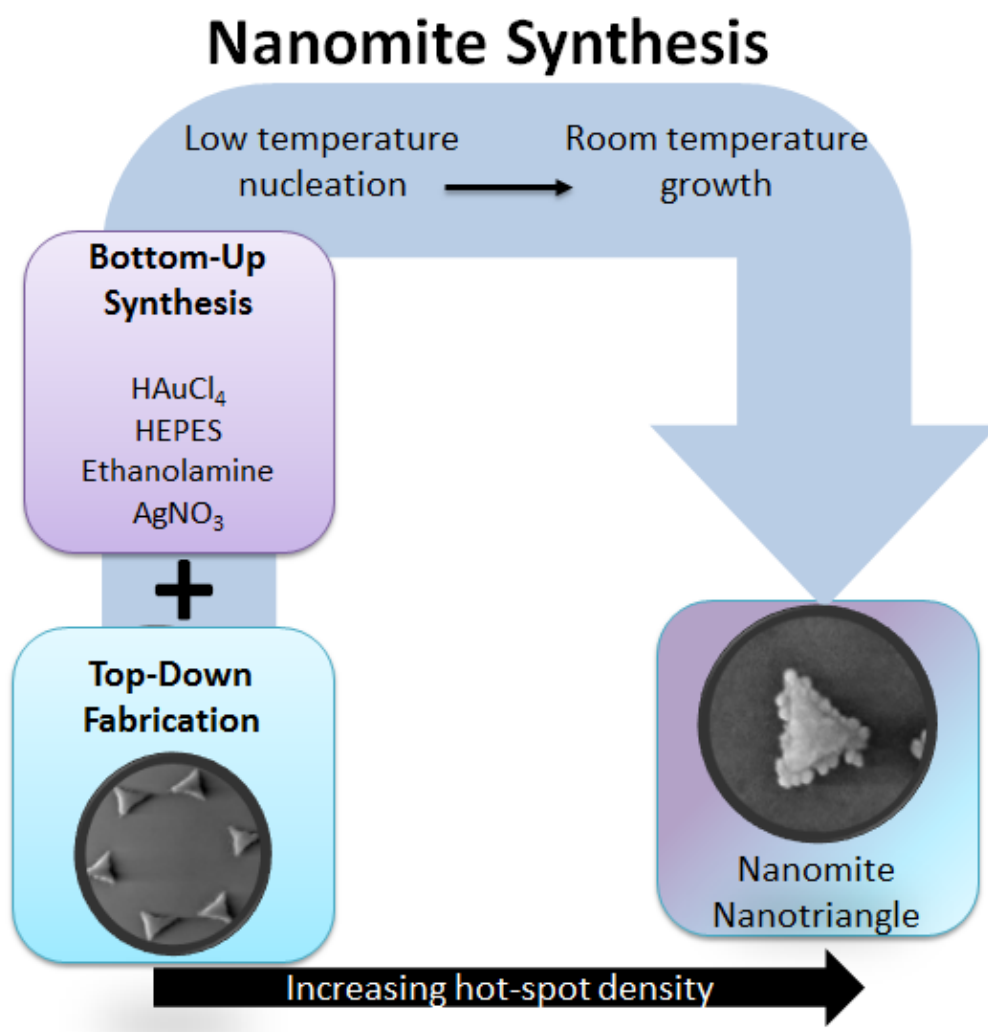 Nanomite Synthesis
Low temperature
nucleation
Room temperature
growth
Bottom-Up
Synthesis
HAuCl₄
HEPES
Ethanolamine
AgNO₃
+
Top-Down
Fabrication
Nanomite
Nanotriangle
Increasing hot-spot density